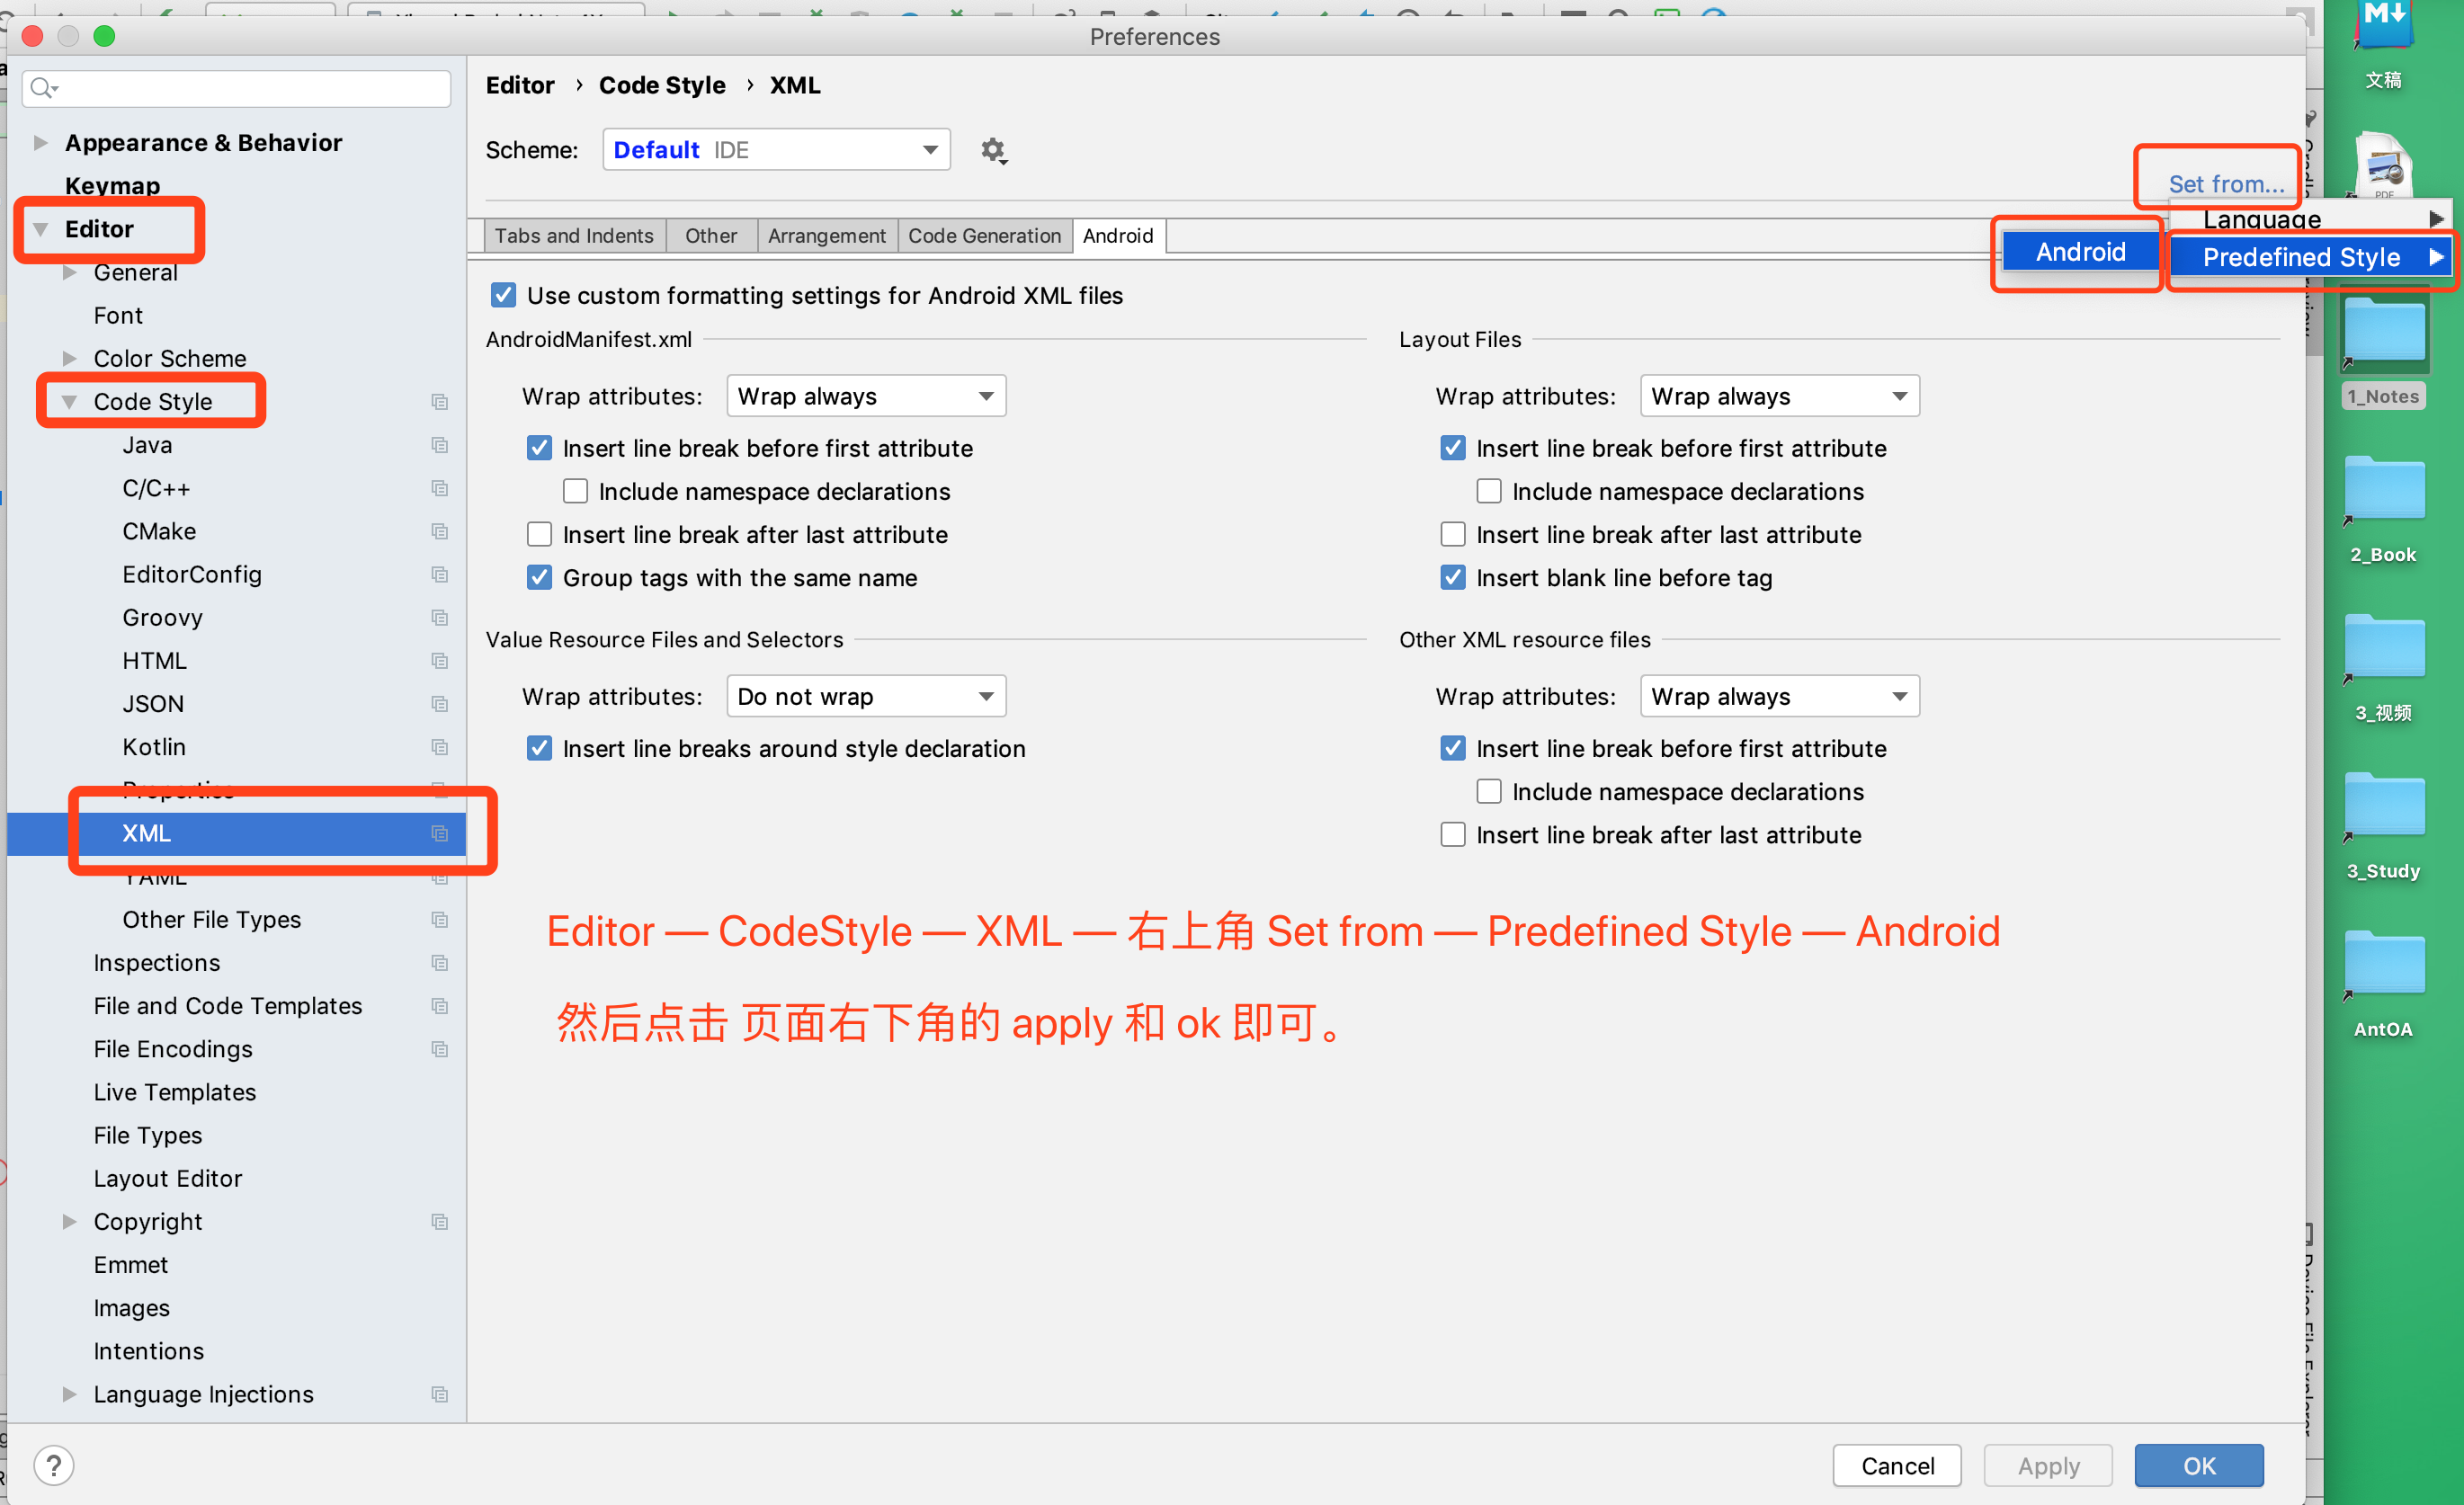 Preferences
Editor › Code Style › XML
Scheme: Default IDE
Set from...
Language
Predefined Style
Android
Appearance & Behavior
Keymap
Editor
General
Font
Color Scheme
Code Style
Java
C/C++
CMake
EditorConfig
Groovy
HTML
JSON
Kotlin
Properties
XML
YAML
Other File Types
Inspections
File and Code Templates
File Encodings
Live Templates
File Types
Layout Editor
Copyright
Emmet
Images
Intentions
Language Injections
Tabs and Indents Other Arrangement Code Generation Android
Use custom formatting settings for Android XML files
AndroidManifest.xml
Wrap attributes: Wrap always
Insert line break before first attribute
Include namespace declarations
Insert line break after last attribute
Group tags with the same name
Layout Files
Wrap attributes: Wrap always
Insert line break before first attribute
Include namespace declarations
Insert line break after last attribute
Insert blank line before tag
Value Resource Files and Selectors
Wrap attributes: Do not wrap
Insert line breaks around style declaration
Other XML resource files
Wrap attributes: Wrap always
Insert line break before first attribute
Include namespace declarations
Insert line break after last attribute
Editor — CodeStyle — XML — 右上角 Set from — Predefined Style — Android
然后点击 页面右下角的 apply 和 ok 即可。
?
Cancel Apply OK
M
文稿
PDF
1_Notes
2_Book
3_视频
3_Study
AntOA